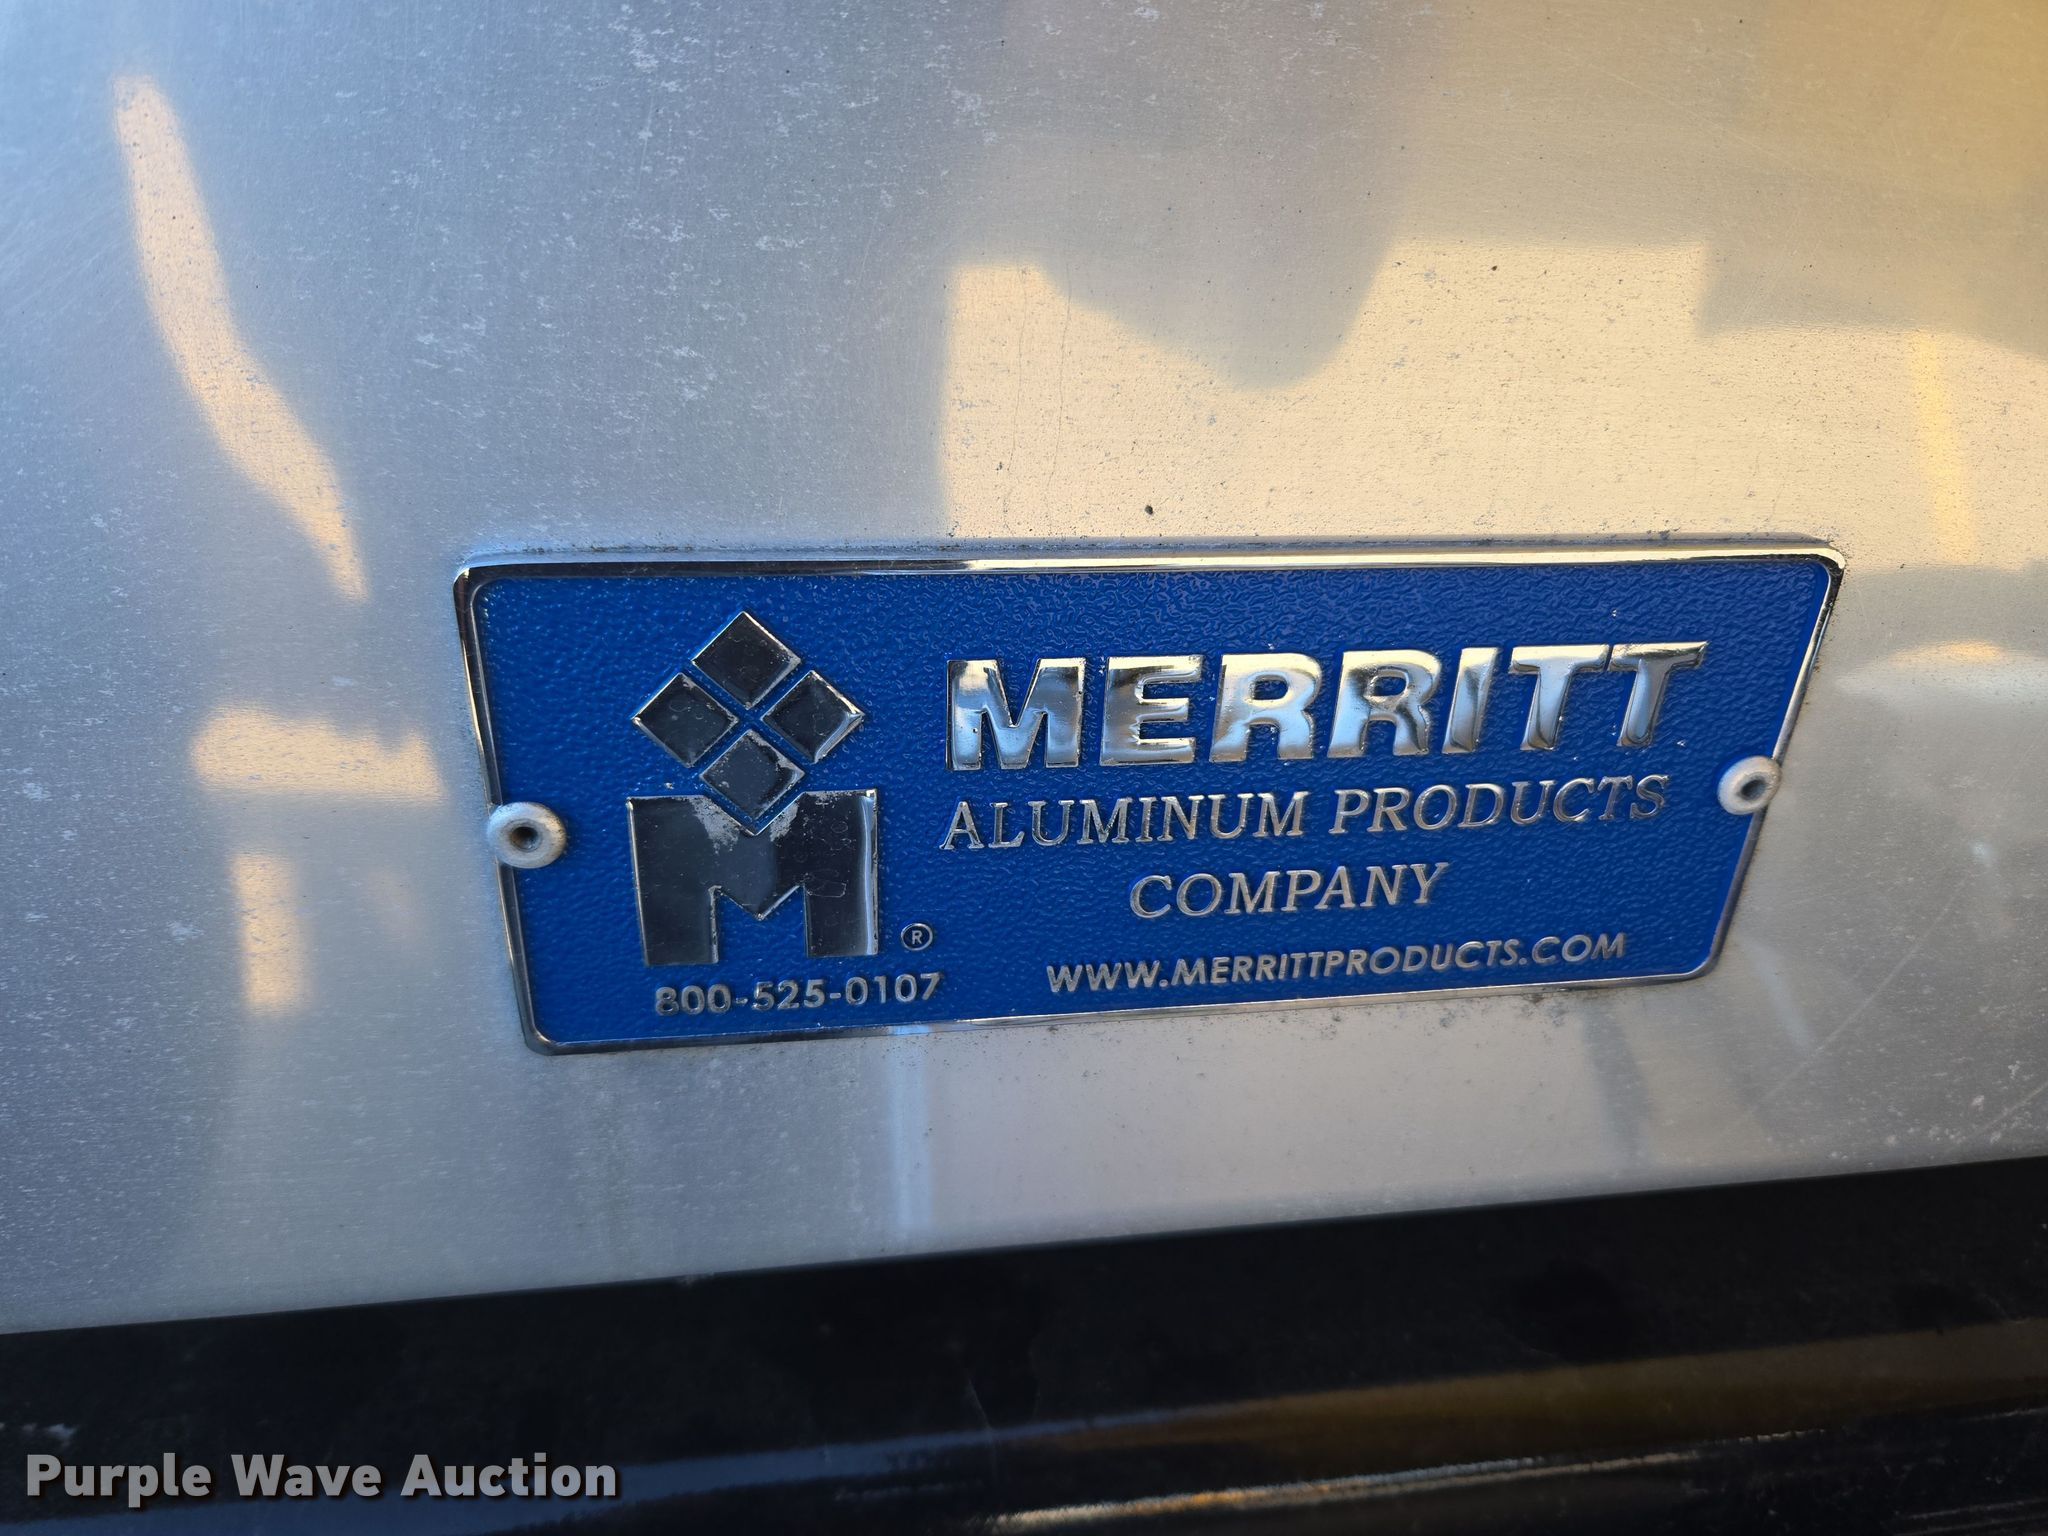 MERRITT
ALUMINUM PRODUCTS
COMPANY
M®
800-525-0107
WWW.MERRITTPRODUCTS.COM
Purple Wave Auction